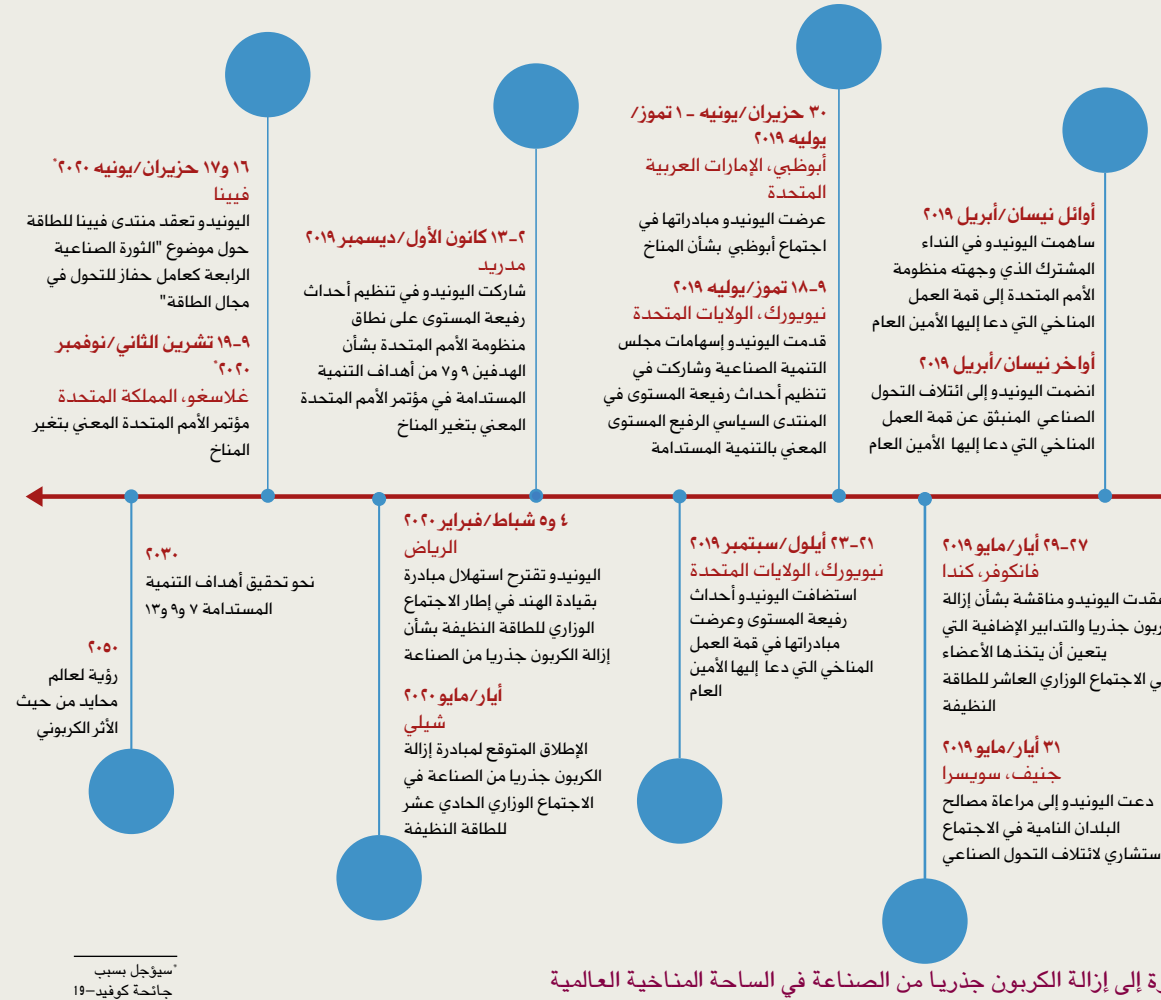 أوائل نيسان/أبريل ٢٠١٩
ساهمت اليونيدو في النداء
المشترك الذي وجهته منظومة
الأمم المتحدة إلى قمة العمل
المناخي التي دعا إليها الأمين العام
أواخر نيسان/أبريل ٢٠١٩
انضمت اليونيدو إلى ائتلاف التحول
الصناعي المنبثق عن قمة العمل
المناخي التي دعا إليها الأمين العام
٣٠ حزيران/يونيه – ١ تموز/
يوليه ٢٠١٩
أبوظبي، الإمارات العربية
المتحدة
عرضت اليونيدو مبادراتها في
اجتماع أبوظبي بشأن المناخ
٩–١٨ تموز/يوليه ٢٠١٩
نيويورك، الولايات المتحدة
قدمت اليونيدو إسهامات مجلس
التنمية الصناعية وشاركت في
تنظيم أحداث رفيعة المستوى في
المنتدى السياسي الرفيع المستوى
المعني بالتنمية المستدامة
٢–١٣ كانون الأول/ديسمبر ٢٠١٩
مدريد
شاركت اليونيدو في تنظيم أحداث
رفيعة المستوى على نطاق
منظومة الأمم المتحدة بشأن
الهدفين ٩ و٧ من أهداف التنمية
المستدامة في مؤتمر الأمم المتحدة
المعني بتغير المناخ
١٦ و١٧ حزيران/يونيه ٢٠٢٠*
فيينا
اليونيدو تعقد منتدى فيينا للطاقة
حول موضوع "الثورة الصناعية
الرابعة كعامل حفاز للتحول في
مجال الطاقة"
٩–١٩ تشرين الثاني/نوفمبر
٢٠٢٠*
غلاسغو، المملكة المتحدة
مؤتمر الأمم المتحدة المعني بتغير
المناخ
٢٧–٢٩ أيار/مايو ٢٠١٩
فانكوفر، كندا
عقدت اليونيدو مناقشة بشأن إزالة
جذريا والتدابير الإضافية التي
يتعين أن يتخذها الأعضاء
الاجتماع الوزاري العاشر للطاقة
النظيفة
٣١ أيار/مايو ٢٠١٩
جنيف، سويسرا
دعت اليونيدو إلى مراعاة مصالح
البلدان النامية في الاجتماع
لائتلاف التحول الصناعي
٢١–٢٣ أيلول/سبتمبر ٢٠١٩
نيويورك، الولايات المتحدة
استضافت اليونيدو أحداث
رفيعة المستوى وعرضت
مبادراتها في قمة العمل
المناخي التي دعا إليها الأمين
العام
٤ و٥ شباط/فبراير ٢٠٢٠
الرياض
اليونيدو تقترح استهلال مبادرة
بقيادة الهند في إطار الاجتماع
الوزاري للطاقة النظيفة بشأن
إزالة الكربون جذريا من الصناعة
أيار/مايو ٢٠٢٠
شيلي
الإطلاق المتوقع لمبادرة إزالة
الكربون جذريا من الصناعة في
الاجتماع الوزاري الحادي عشر
للطاقة النظيفة
٢٠٣٠
نحو تحقيق أهداف التنمية
المستدامة ٧ و٩ و١٣
٢٠٥٠
رؤية لعالم
محايد من حيث
الأثر الكربوني
إلى إزالة الكربون جذريا من الصناعة في الساحة المناخية العالمية
*سيؤجل بسبب
جائحة كوفيد–19